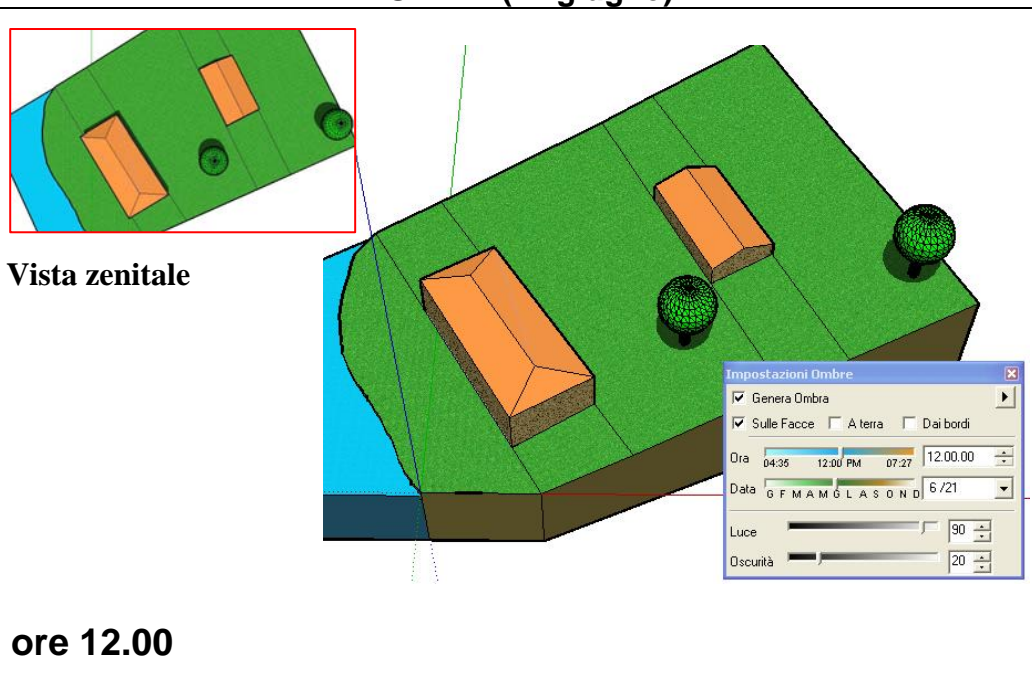 Vista zenitale
Impostazioni Ombre
Genera Ombra
Sulle Facce A terra Dai bordi
Ora 04:35 12:00 PM 07:27 12.00.00
Data G F M A M G L A S O N D 6 /21
Luce 90
Oscurità 20
ore 12.00